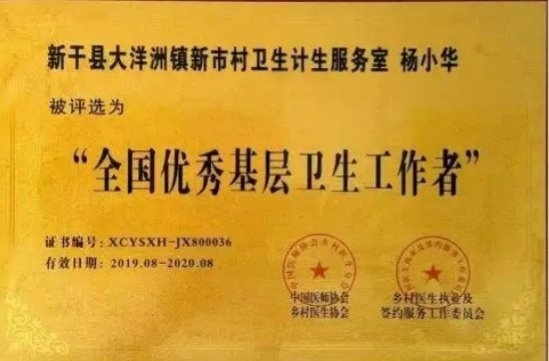 新干县大洋洲镇新市村卫生计生服务室 杨小华
被评选为
“全国优秀基层卫生工作者”
证书编号: XCYSXH-JX800036
有效日期: 2019.08-2020.08
中国医师协会
乡村医生协会
乡村医生执业及
签约服务工作委员会